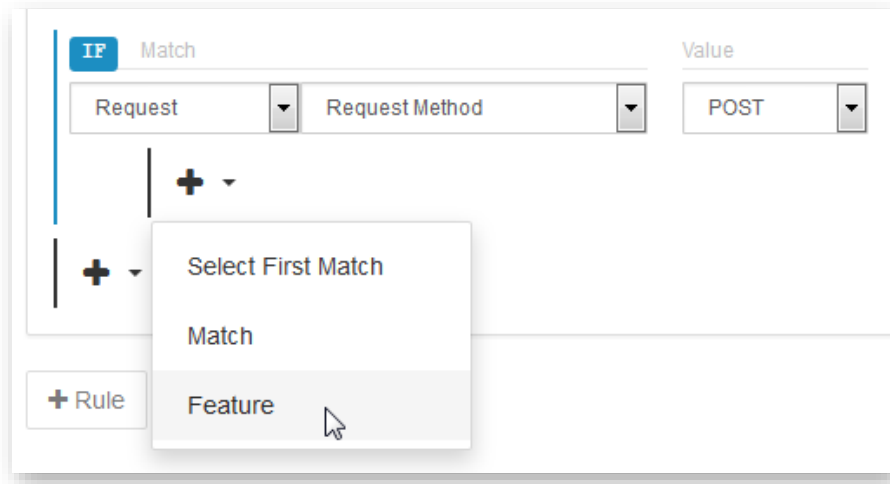 IF Match Value
Request Request Method POST
Select First Match
Match
Feature
Rule